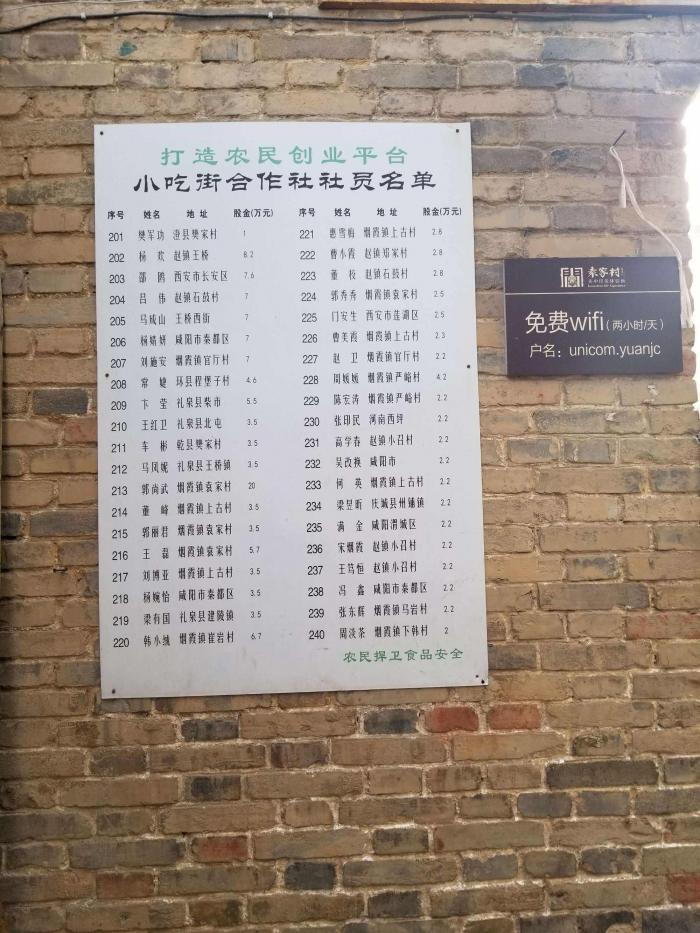 打造农民创业平台
小吃街合作社社员名单
序号 姓名 地址 股金(万元)
201 樊军功 澄县樊家村 1
202 杨欢 赵镇王桥 8.2
203 邵鹏 西安市长安区 7.6
204 吕伟 赵镇石鼓村 7
205 马成山 王桥西街 7
206 杨婧妍 咸阳市秦都区 7
207 刘施安 烟霞镇官厅村 7
208 常婕 环县程堡子村 4.6
209 卞莹 礼泉县柴市 5.5
210 王红卫 礼泉县北屯 3.5
211 车彬 乾县樊家村 3.5
212 马凤妮 礼泉县王桥镇 3.5
213 郭尚武 烟霞镇袁家村 20
214 董峰 烟霞镇上古村 3.5
215 郭丽君 烟霞镇袁家村 3.5
216 王磊 烟霞镇袁家村 5.7
217 刘博亚 烟霞镇上古村 3.5
218 杨婉怡 咸阳市秦都区 3.5
219 梁有国 礼泉县建陵镇 3.5
220 韩小绒 烟霞镇崔岩村 6.7
序号 姓名 地址 股金(万元)
221 惠雪梅 烟霞镇上古村 2.8
222 曹小霞 赵镇郑家村 2.8
223 董枝 赵镇石鼓村 2.8
224 郭秀秀 烟霞镇袁家村 2.5
225 门安生 西安市莲湖区 2.5
226 曹美霞 烟霞镇上古村 2.3
227 赵卫 烟霞镇官厅村 2.2
228 周媛媛 烟霞镇严峪村 4.2
229 陈宏涛 烟霞镇严峪村 2.2
230 张印民 河南西坪 2.2
231 高学春 赵镇小召村 2.2
232 吴改换 咸阳市 2.2
233 何英 烟霞镇上古村 2.2
234 梁昱昕 庆城县州铺镇 2.2
235 满金 咸阳渭城区 2.2
236 宋烟霞 赵镇小召村 2.2
237 王笃恒 赵镇小召村 2.2
238 冯鑫 咸阳市秦都区 2.2
239 张东辉 烟霞镇马岩村 2.2
240 周淡茶 烟霞镇下韩村 2
农民捍卫食品安全
袁家村
免费wifi(两小时/天)
户名：unicom.yuanjc